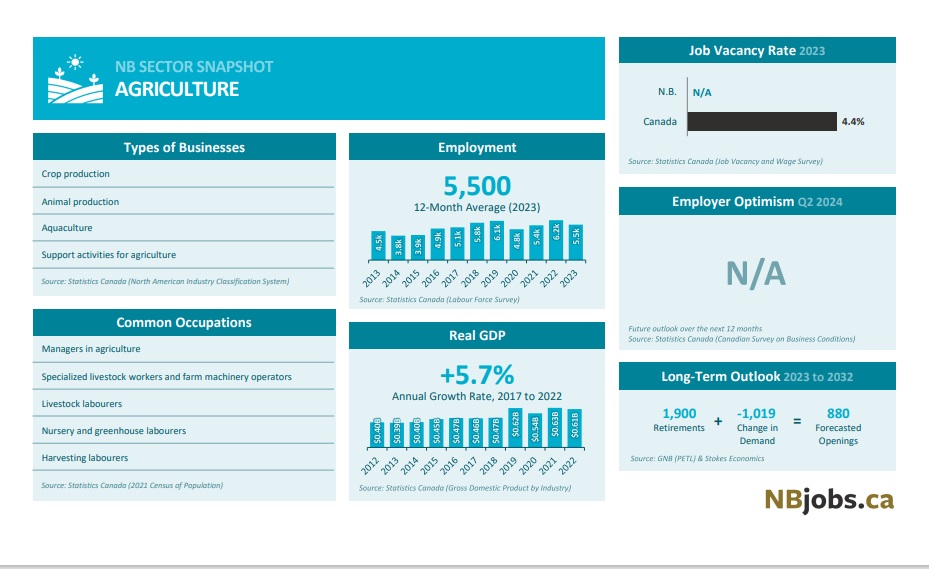 NB SECTOR SNAPSHOT
AGRICULTURE
Types of Businesses
Crop production
Animal production
Aquaculture
Support activities for agriculture
Source: Statistics Canada (North American Industry Classification System)
Common Occupations
Managers in agriculture
Specialized livestock workers and farm machinery operators
Livestock labourers
Nursery and greenhouse labourers
Harvesting labourers
Source: Statistics Canada (2021 Census of Population)
Employment
5,500
12-Month Average (2023)
4.5k 3.8k 3.9k 4.9k 5.1k 5.8k 6.1k 4.8k 5.4k 6.2k 5.5k
2013 2014 2015 2016 2017 2018 2019 2020 2021 2022 2023
Source: Statistics Canada (Labour Force Survey)
Real GDP
+5.7%
Annual Growth Rate, 2017 to 2022
$0.40B $0.39B $0.40B $0.45B $0.47B $0.46B $0.47B $0.62B $0.54B $0.63B $0.61B
2012 2013 2014 2015 2016 2017 2018 2019 2020 2021 2022
Source: Statistics Canada (Gross Domestic Product by Industry)
Job Vacancy Rate 2023
N.B. N/A
Canada 4.4%
Source: Statistics Canada (Job Vacancy and Wage Survey)
Employer Optimism Q2 2024
N/A
Future outlook over the next 12 months
Source: Statistics Canada (Canadian Survey on Business Conditions)
Long-Term Outlook 2023 to 2032
1,900 + -1,019 = 880
Retirements Change in Forecasted
Demand Openings
Source: GNB (PETL) & Stokes Economics
NBjobs.ca